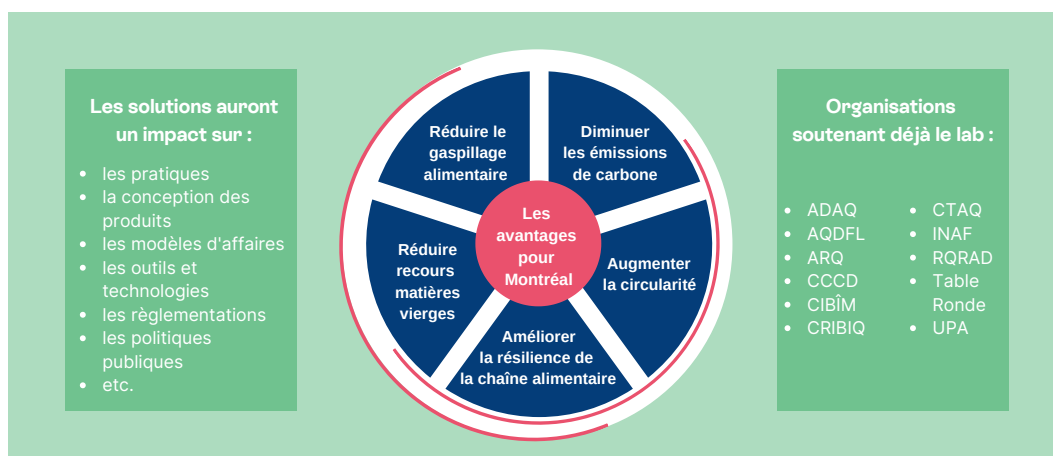 Les solutions auront
un impact sur :
• les pratiques
• la conception des
produits
• les modèles d'affaires
• les outils et
technologies
• les règlementations
• les politiques
publiques
• etc.
Réduire le
gaspillage
alimentaire
Diminuer
les émissions
de carbone
Les
avantages
pour
Montréal
Réduire
recours
matières
vierges
Augmenter
la circularité
Améliorer
la résilience de
la chaîne alimentaire
Organisations
soutenant déjà le lab :
• ADAQ
• AQDFL
• ARQ
• CCCD
• CIBÎM
• CRIBIQ
• CTAQ
• INAF
• RQRAD
• Table
Ronde
• UPA